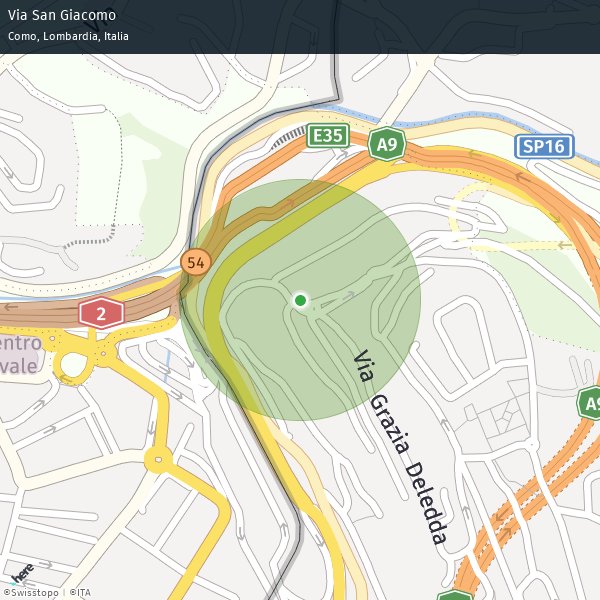 Via San Giacomo
Como, Lombardia, Italia
Via
E35
A9
SP16
54
2
entro
vale
Via Grazia Deledda
A9
here
©Swisstopo | ©ITA